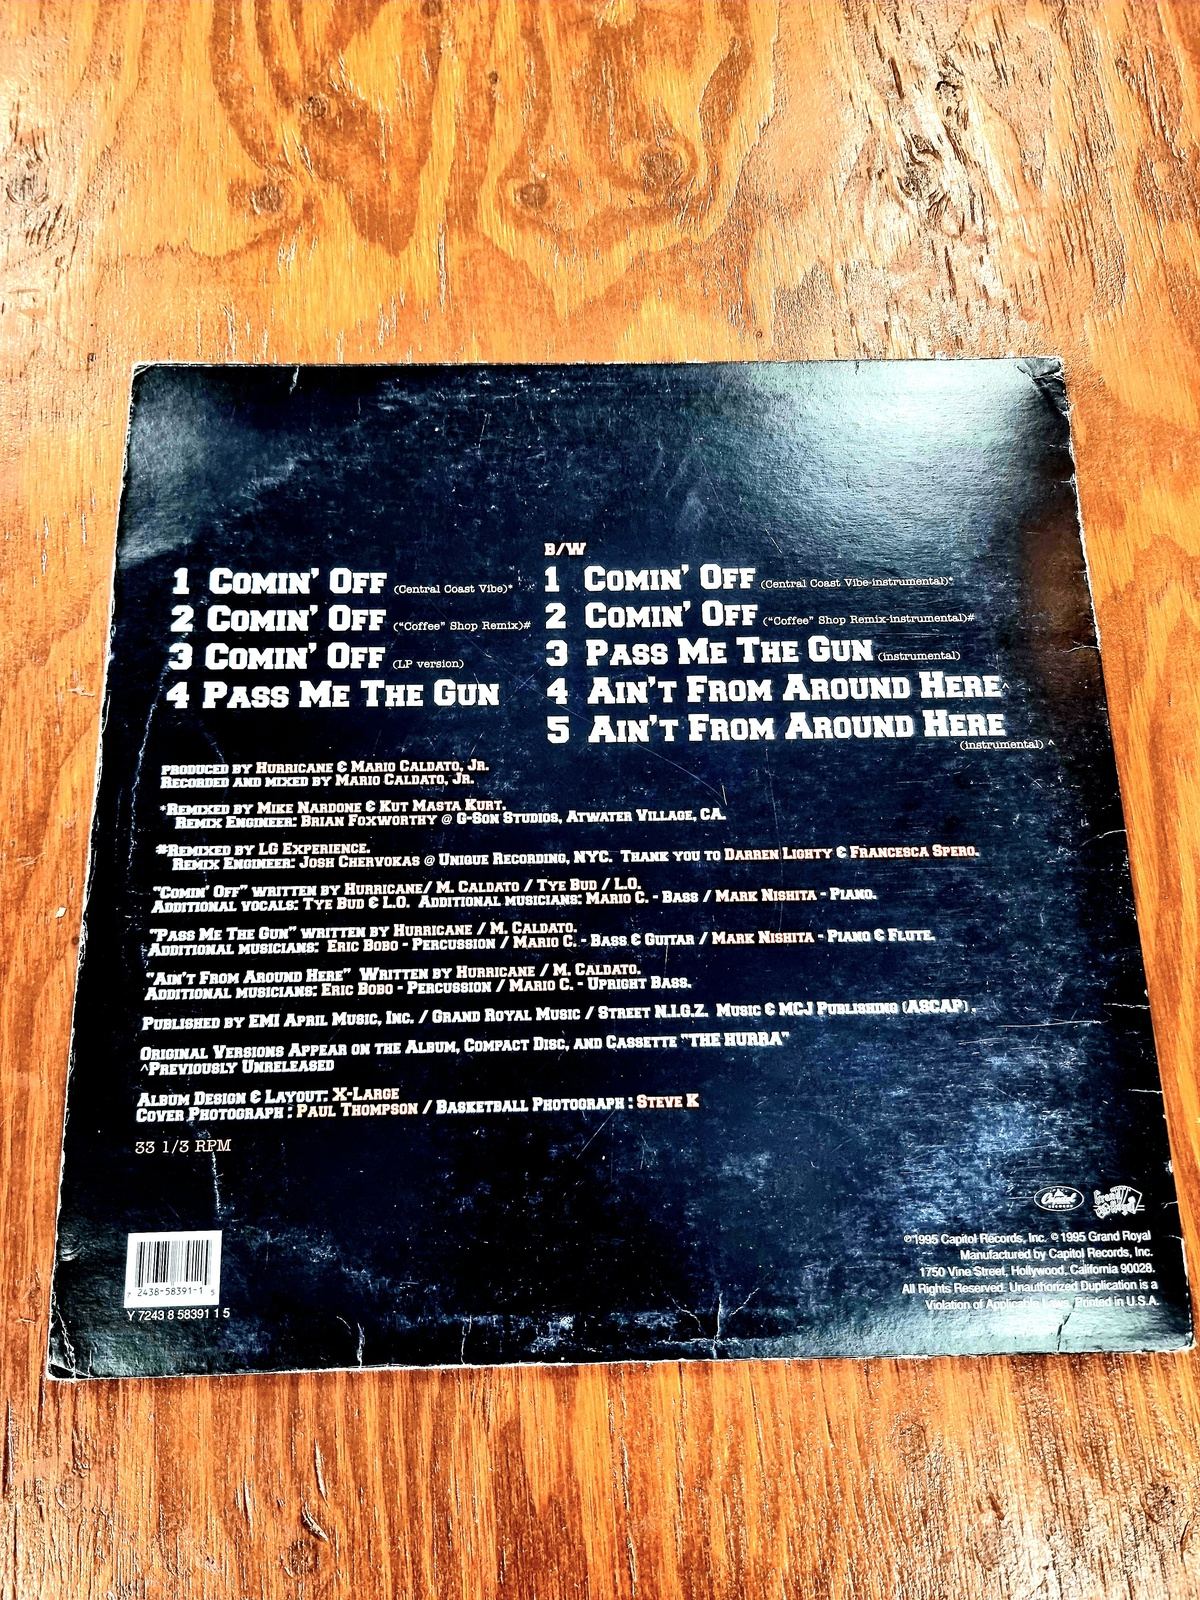 1 Comin' Off (Central Coast Vibe)*
2 Comin' Off ("Coffee" Shop Remix)#
3 Comin' Off (LP version)
4 Pass Me The Gun
B/W
1 Comin' Off (Central Coast Vibe-instrumental)*
2 Comin' Off ("Coffee" Shop Remix-instrumental)#
3 Pass Me The Gun (instrumental)
4 Ain't From Around Here^
5 Ain't From Around Here
(instrumental) ^
produced by Hurricane & Mario Caldato, Jr.
Recorded and mixed by Mario Caldato, Jr.
*Remixed by Mike Nardone & Kut Masta Kurt.
Remix Engineer: Brian Foxworthy @ G-Son Studios, Atwater Village, CA.
#Remixed by LG Experience.
Remix Engineer: Josh Chervokas @ Unique Recording, NYC. Thank you to Darren Lighty & Francesca Spero.
"Comin' Off" written by Hurricane/ M. Caldato / Tye Bud / L.O.
Additional vocals: Tye Bud & L.O. Additional musicians: Mario C. - Bass / Mark Nishita - Piano.
"Pass Me The Gun" written by Hurricane / M. Caldato.
Additional musicians: Eric Bobo - Percussion / Mario C. - Bass & Guitar / Mark Nishita - Piano & Flute.
"Ain't From Around Here" Written by Hurricane / M. Caldato.
Additional musicians: Eric Bobo - Percussion / Mario C. - Upright Bass.
Published by EMI April Music, Inc. / Grand Royal Music / Street N.I.G.Z. Music & MCJ Publishing (ASCAP).
Original Versions Appear on the Album, Compact Disc, and Cassette "THE HURRA"
^Previously Unreleased
Album Design & Layout: X-Large
Cover Photograph : Paul Thompson / Basketball Photograph : Steve K
33 1/3 RPM
Capitol
RECORDS
Grand Royal
℗1995 Capitol Records, Inc. ©1995 Grand Royal
Manufactured by Capitol Records, Inc.
1750 Vine Street, Hollywood, California 90028.
All Rights Reserved. Unauthorized Duplication is a
Violation of Applicable Laws. Printed in U.S.A.
7 2438-58391-1 5
Y 7243 8 58391 1 5